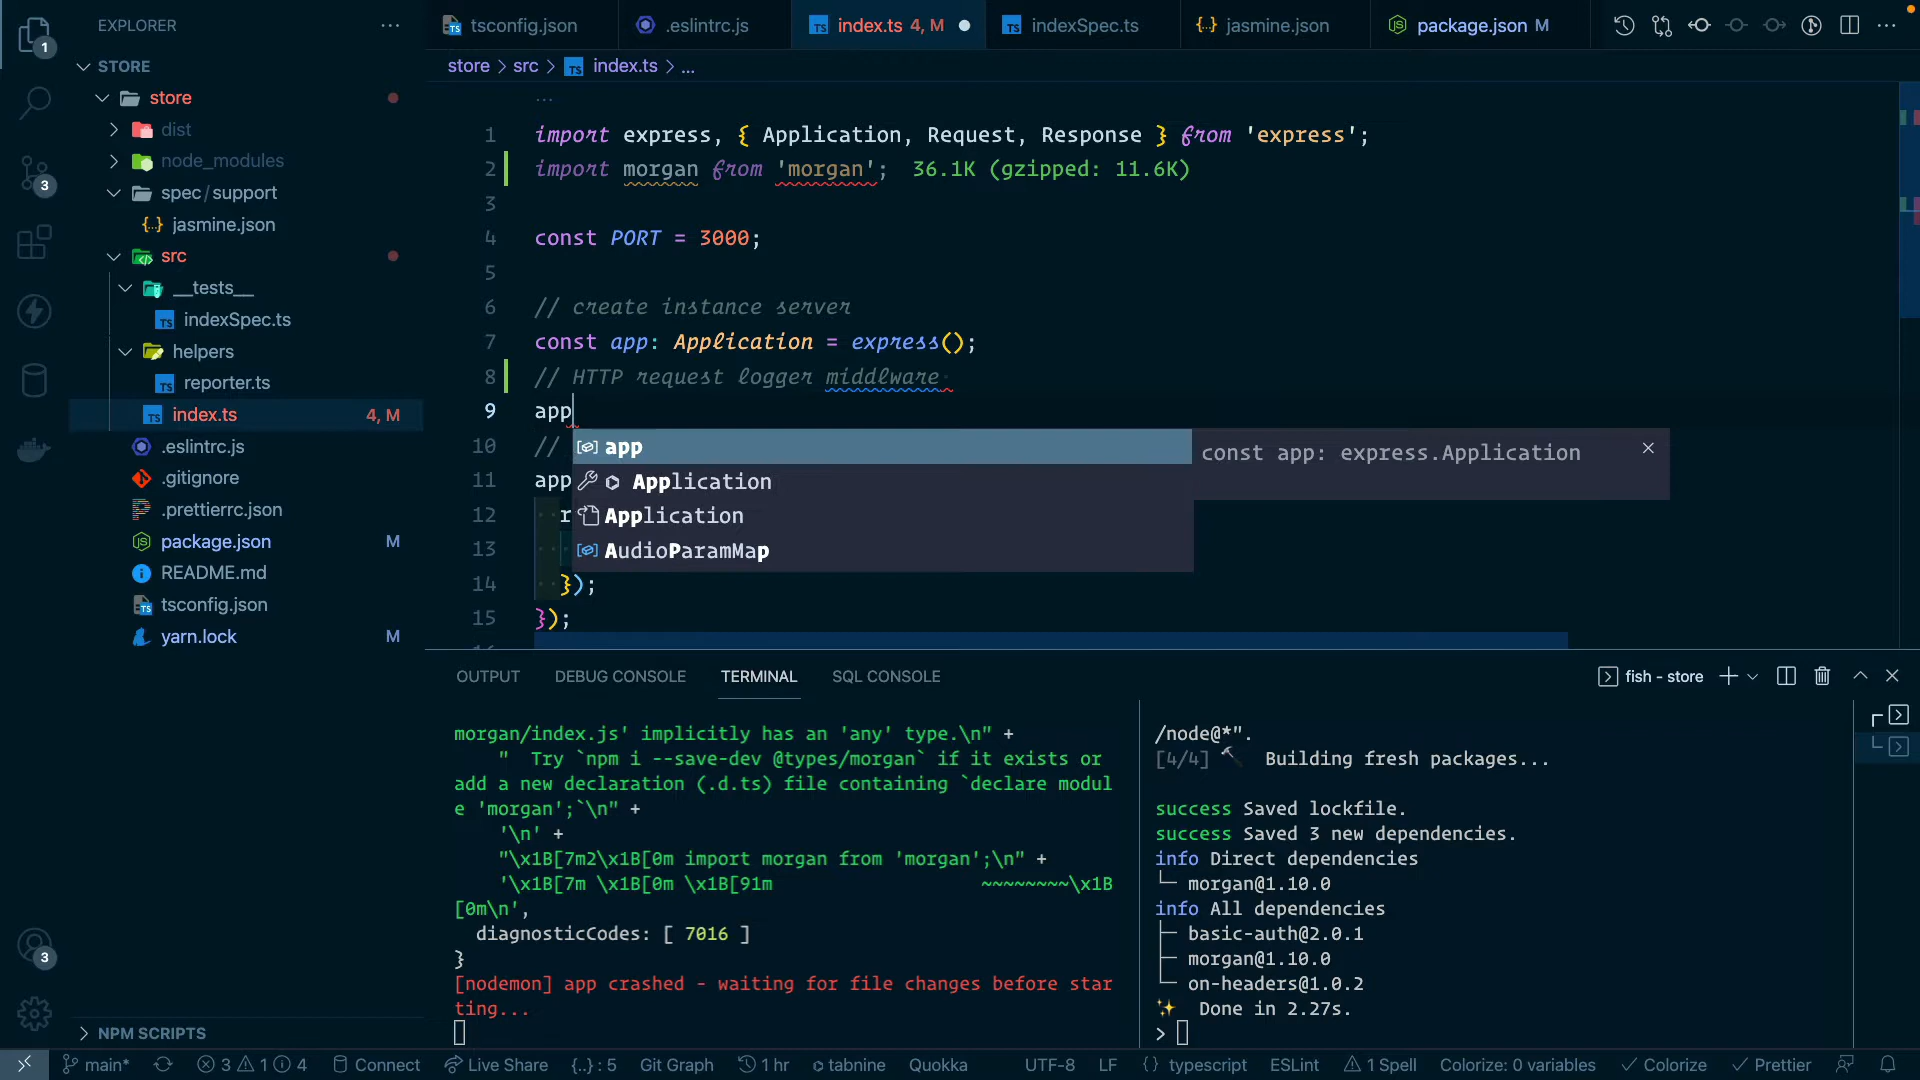 EXPLORER
STORE
store
dist
node_modules
spec/support
jasmine.json
src
__tests__
indexSpec.ts
helpers
reporter.ts
index.ts 4, M
.eslintrc.js
.gitignore
.prettierrc.json
package.json M
README.md
tsconfig.json
yarn.lock M
NPM SCRIPTS
1
3
3
tsconfig.json .eslintrc.js index.ts 4, M indexSpec.ts jasmine.json package.json M
store > src > index.ts > ...
1 import express, { Application, Request, Response } from 'express';
2 import morgan from 'morgan'; 36.1K (gzipped: 11.6K)
3
4 const PORT = 3000;
5
6 // create instance server
7 const app: Application = express();
8 // HTTP request logger middlware
9 app
10 //
11 app
12 r
13
14 });
15 });
app
Application
Application
AudioParamMap
const app: express.Application
OUTPUT DEBUG CONSOLE TERMINAL SQL CONSOLE fish - store
morgan/index.js' implicitly has an 'any' type.\n" +
"  Try `npm i --save-dev @types/morgan` if it exists or
add a new declaration (.d.ts) file containing `declare modul
e 'morgan';`\n" +
'\n' +
"\x1B[7m2\x1B[0m import morgan from 'morgan';\n" +
'\x1B[7m \x1B[0m \x1B[91m                   ~~~~~~~~\x1B
[0m\n',
diagnosticCodes: [ 7016 ]
}
[nodemon] app crashed - waiting for file changes before star
ting...
/node@*".
[4/4] 🔨 Building fresh packages...
success Saved lockfile.
success Saved 3 new dependencies.
info Direct dependencies
└─ morgan@1.10.0
info All dependencies
├─ basic-auth@2.0.1
├─ morgan@1.10.0
└─ on-headers@1.0.2
✨ Done in 2.27s.
>
main* 3 1 4 Connect Live Share {..} : 5 Git Graph 1 hr tabnine Quokka UTF-8 LF { } typescript ESLint 1 Spell Colorize: 0 variables Colorize Prettier